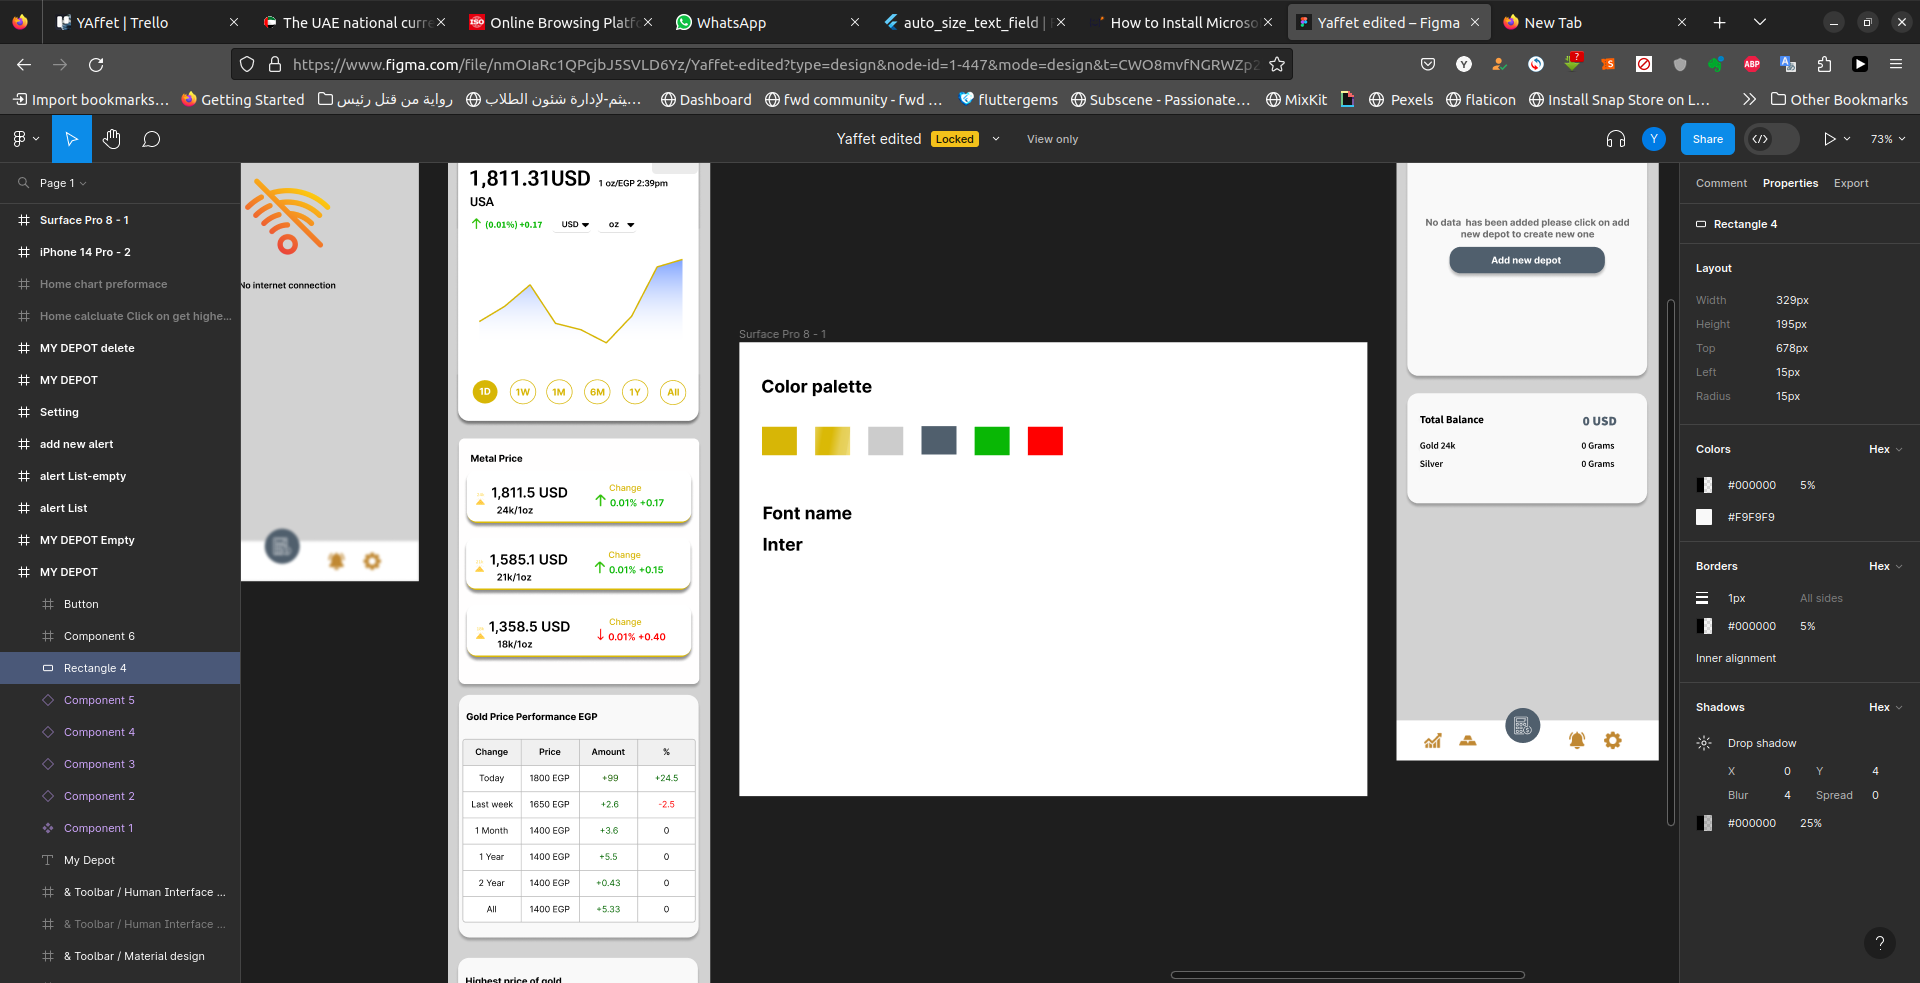 YAffet | Trello
The UAE national curre
Online Browsing Platfo
WhatsApp
auto_size_text_field |
How to Install Microso
Yaffet edited – Figma
New Tab
https://www.figma.com/file/nmOIaRc1QPcjbJ5SVLD6Yz/Yaffet-edited?type=design&node-id=1-447&mode=design&t=CWO8mvfNGRWZp2
Import bookmarks...
Getting Started
رواية من قتل رئيس
...ميثم-لإدارة شئون الطلاب
Dashboard
fwd community - fwd ...
fluttergems
Subscene - Passionate...
MixKit
Pexels
flaticon
Install Snap Store on L...
Other Bookmarks
Yaffet edited
Locked
View only
Y
Share
73%
Page 1
Surface Pro 8 - 1
iPhone 14 Pro - 2
Home chart preformace
Home calcluate Click on get highe...
MY DEPOT delete
MY DEPOT
Setting
add new alert
alert List-empty
alert List
MY DEPOT Empty
MY DEPOT
Button
Component 6
Rectangle 4
Component 5
Component 4
Component 3
Component 2
Component 1
My Depot
& Toolbar / Human Interface ...
& Toolbar / Human Interface ...
& Toolbar / Material design
No internet connection
1,811.31USD 1 oz/EGP 2:39pm
USA
(0.01%) +0.17 USD oz
1D 1W 1M 6M 1Y All
Metal Price
1,811.5 USD
24k/1oz
Change
0.01% +0.17
1,585.1 USD
21k/1oz
Change
0.01% +0.15
1,358.5 USD
18k/1oz
Change
0.01% +0.40
Gold Price Performance EGP
Change Price Amount %
Today 1800 EGP +99 +24.5
Last week 1650 EGP +2.6 -2.5
1 Month 1400 EGP +3.6 0
1 Year 1400 EGP +5.5 0
2 Year 1400 EGP +0.43 0
All 1400 EGP +5.33 0
Highest price of gold
Surface Pro 8 - 1
Color palette
Font name
Inter
No data has been added please click on add
new depot to create new one
Add new depot
Total Balance 0 USD
Gold 24k 0 Grams
Silver 0 Grams
Comment Properties Export
Rectangle 4
Layout
Width 329px
Height 195px
Top 678px
Left 15px
Radius 15px
Colors Hex
#000000 5%
#F9F9F9
Borders Hex
1px All sides
#000000 5%
Inner alignment
Shadows Hex
Drop shadow
X 0 Y 4
Blur 4 Spread 0
#000000 25%
?